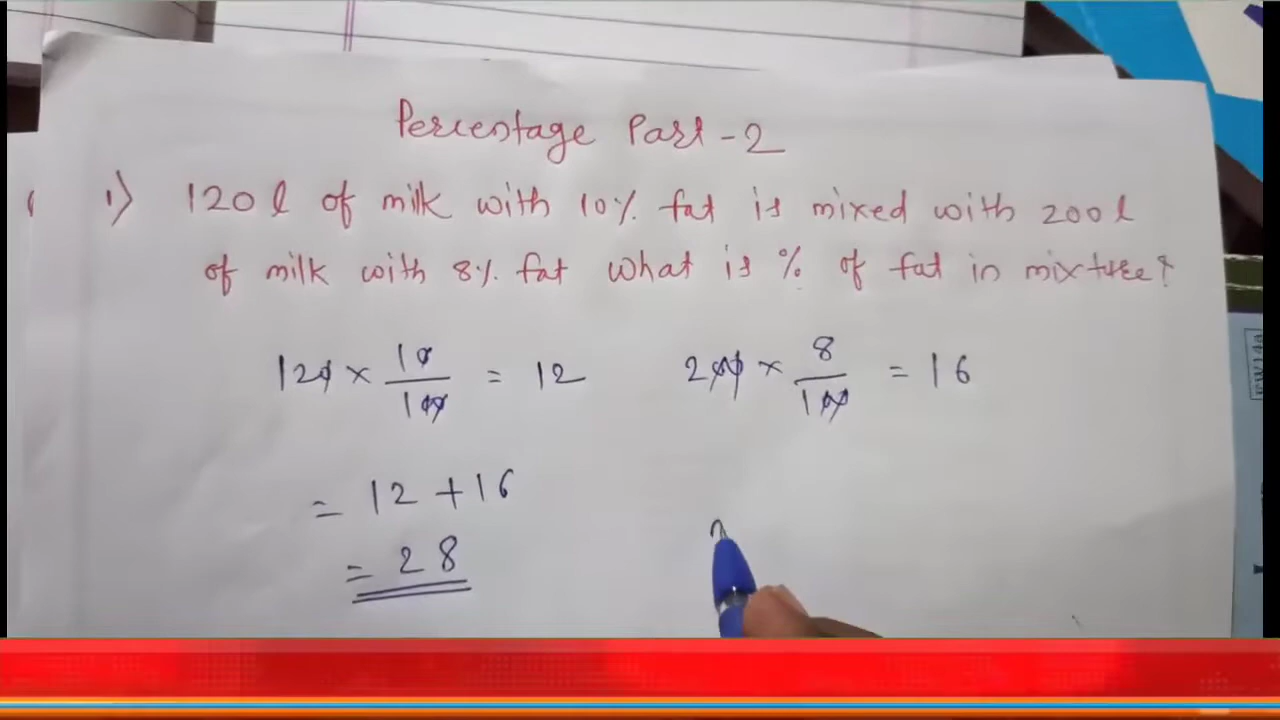 Percentage Part - 2
1) 120 l of milk with 10% fat is mixed with 200 l
of milk with 8% fat What is % of fat in mixture?
120 × 10/100 = 12 200 × 8/100 = 16
= 12 + 16
= 28